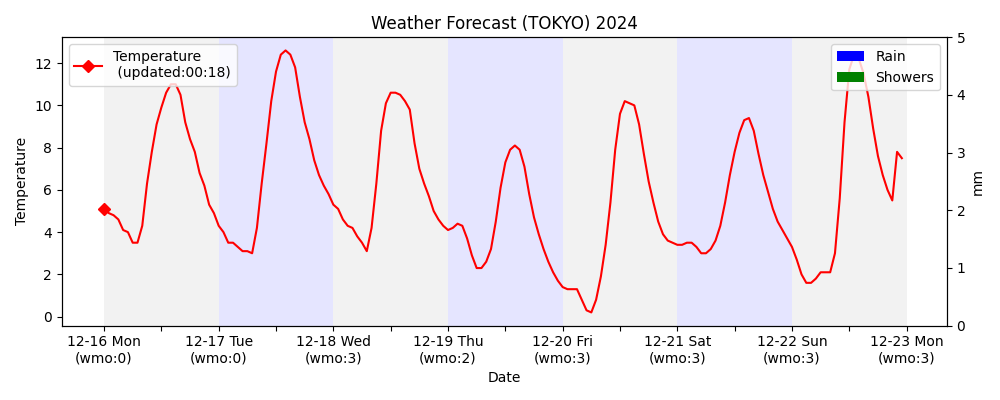 Weather Forecast (TOKYO) 2024
Temperature
(updated:00:18)
Rain
Showers
Temperature
12
10
8
6
4
2
0
5
4
3
2
1
0
mm
12-16 Mon
(wmo:0)
12-17 Tue
(wmo:0)
12-18 Wed
(wmo:3)
12-19 Thu
(wmo:2)
12-20 Fri
(wmo:3)
12-21 Sat
(wmo:3)
12-22 Sun
(wmo:3)
12-23 Mon
(wmo:3)
Date